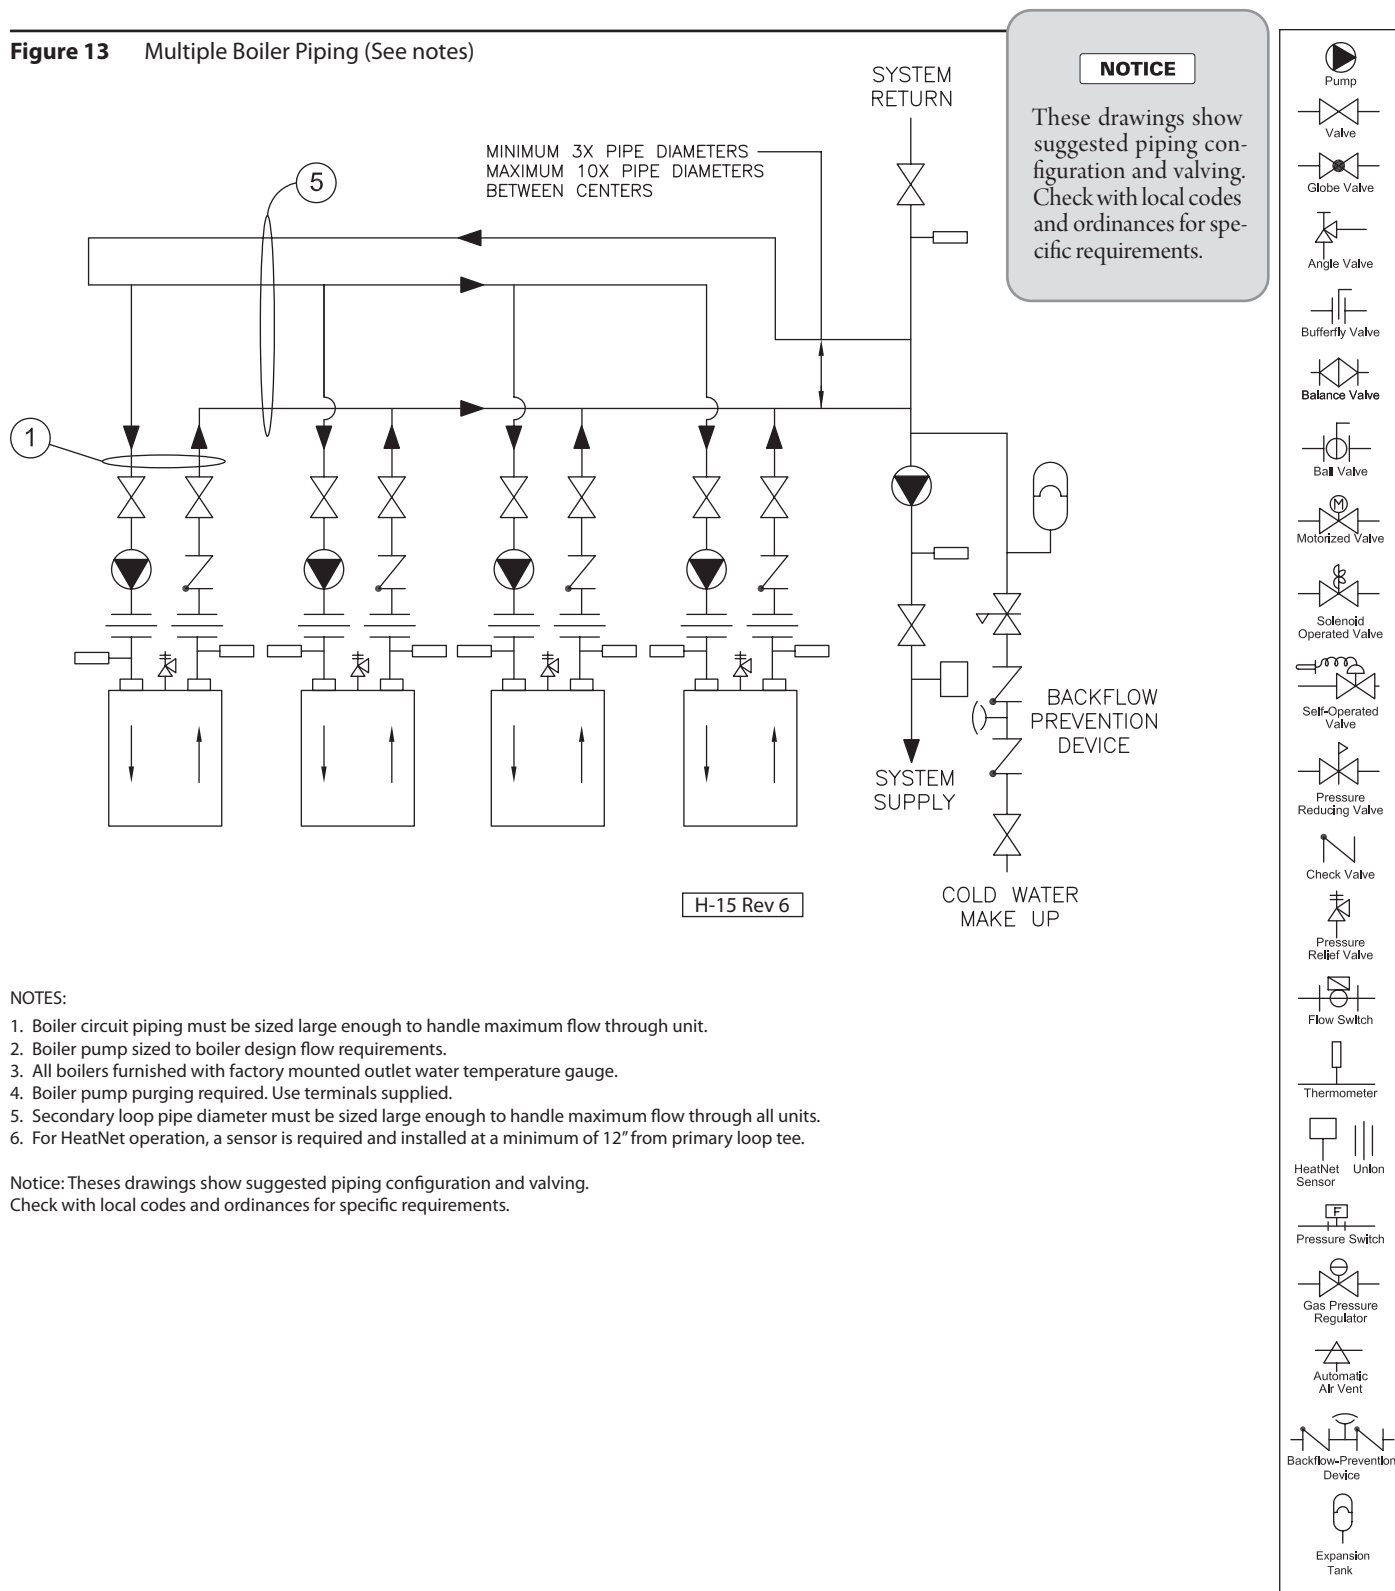 Figure 13 Multiple Boiler Piping (See notes)
SYSTEM
RETURN
MINIMUM 3X PIPE DIAMETERS
MAXIMUM 10X PIPE DIAMETERS
BETWEEN CENTERS
5
1
BACKFLOW
PREVENTION
DEVICE
SYSTEM
SUPPLY
COLD WATER
MAKE UP
H-15 Rev 6
NOTICE
These drawings show
suggested piping con-
figuration and valving.
Check with local codes
and ordinances for spe-
cific requirements.
NOTES:
1. Boiler circuit piping must be sized large enough to handle maximum flow through unit.
2. Boiler pump sized to boiler design flow requirements.
3. All boilers furnished with factory mounted outlet water temperature gauge.
4. Boiler pump purging required. Use terminals supplied.
5. Secondary loop pipe diameter must be sized large enough to handle maximum flow through all units.
6. For HeatNet operation, a sensor is required and installed at a minimum of 12" from primary loop tee.
Notice: Theses drawings show suggested piping configuration and valving.
Check with local codes and ordinances for specific requirements.
Pump
Valve
Globe Valve
Angle Valve
Bufferfly Valve
Balance Valve
Ball Valve
M
Motorized Valve
Solenoid
Operated Valve
Self-Operated
Valve
Pressure
Reducing Valve
Check Valve
Pressure
Relief Valve
Flow Switch
Thermometer
HeatNet
Sensor
Union
F
Pressure Switch
Gas Pressure
Regulator
Automatic
Air Vent
Backflow-Prevention
Device
Expansion
Tank